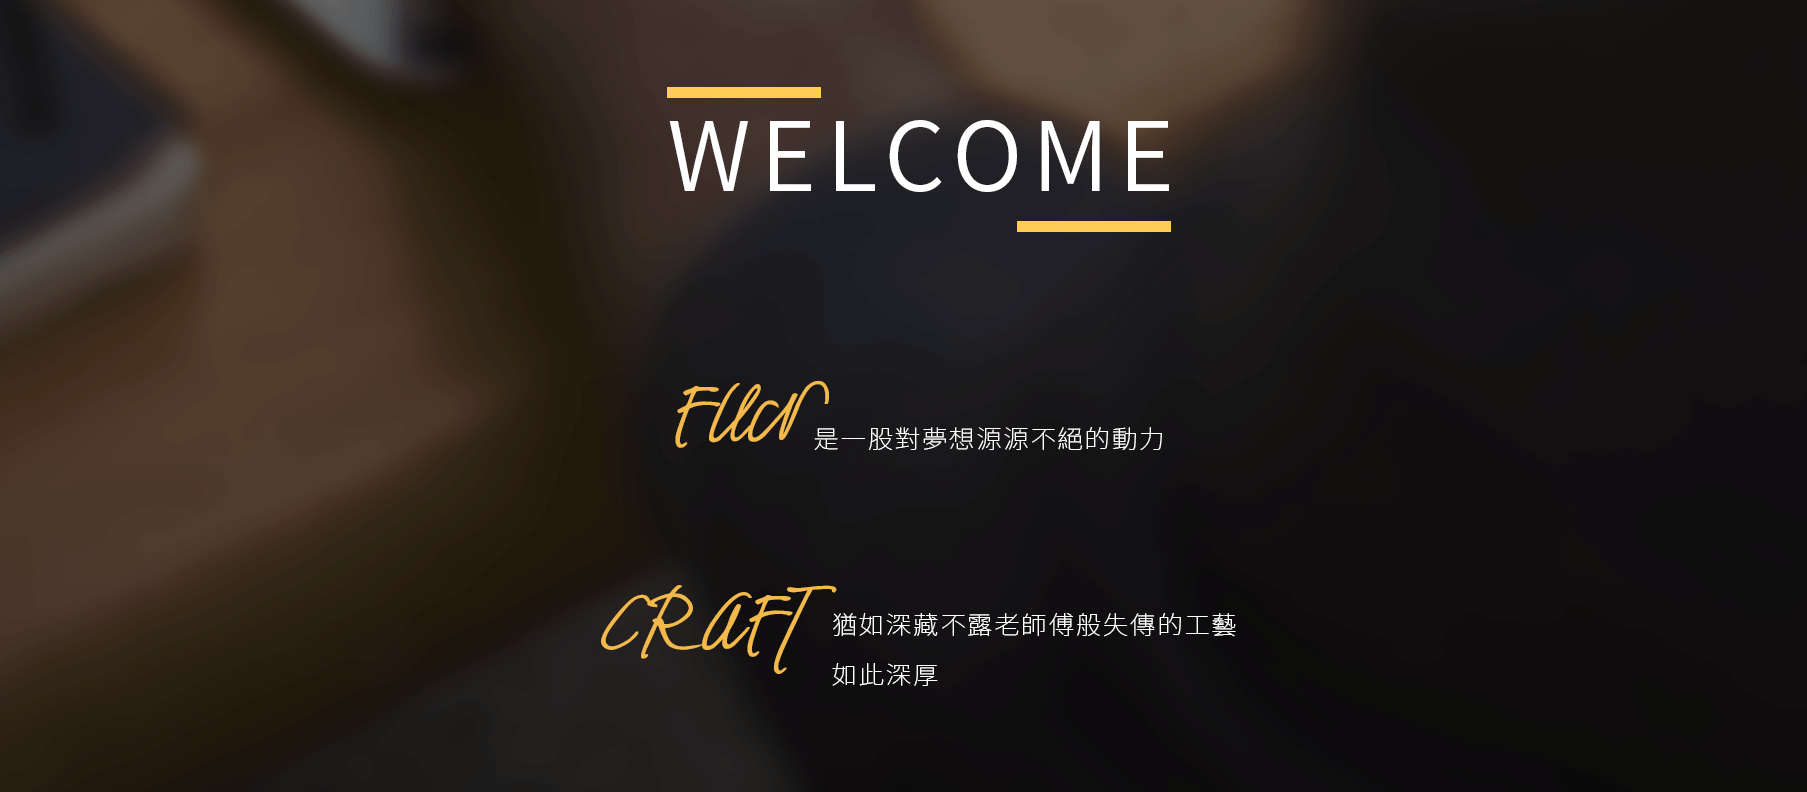 WELCOME
是一股對夢想源源不絕的動力
CRAFT 猶如深藏不露老師傅般失傳的工藝
如此深厚